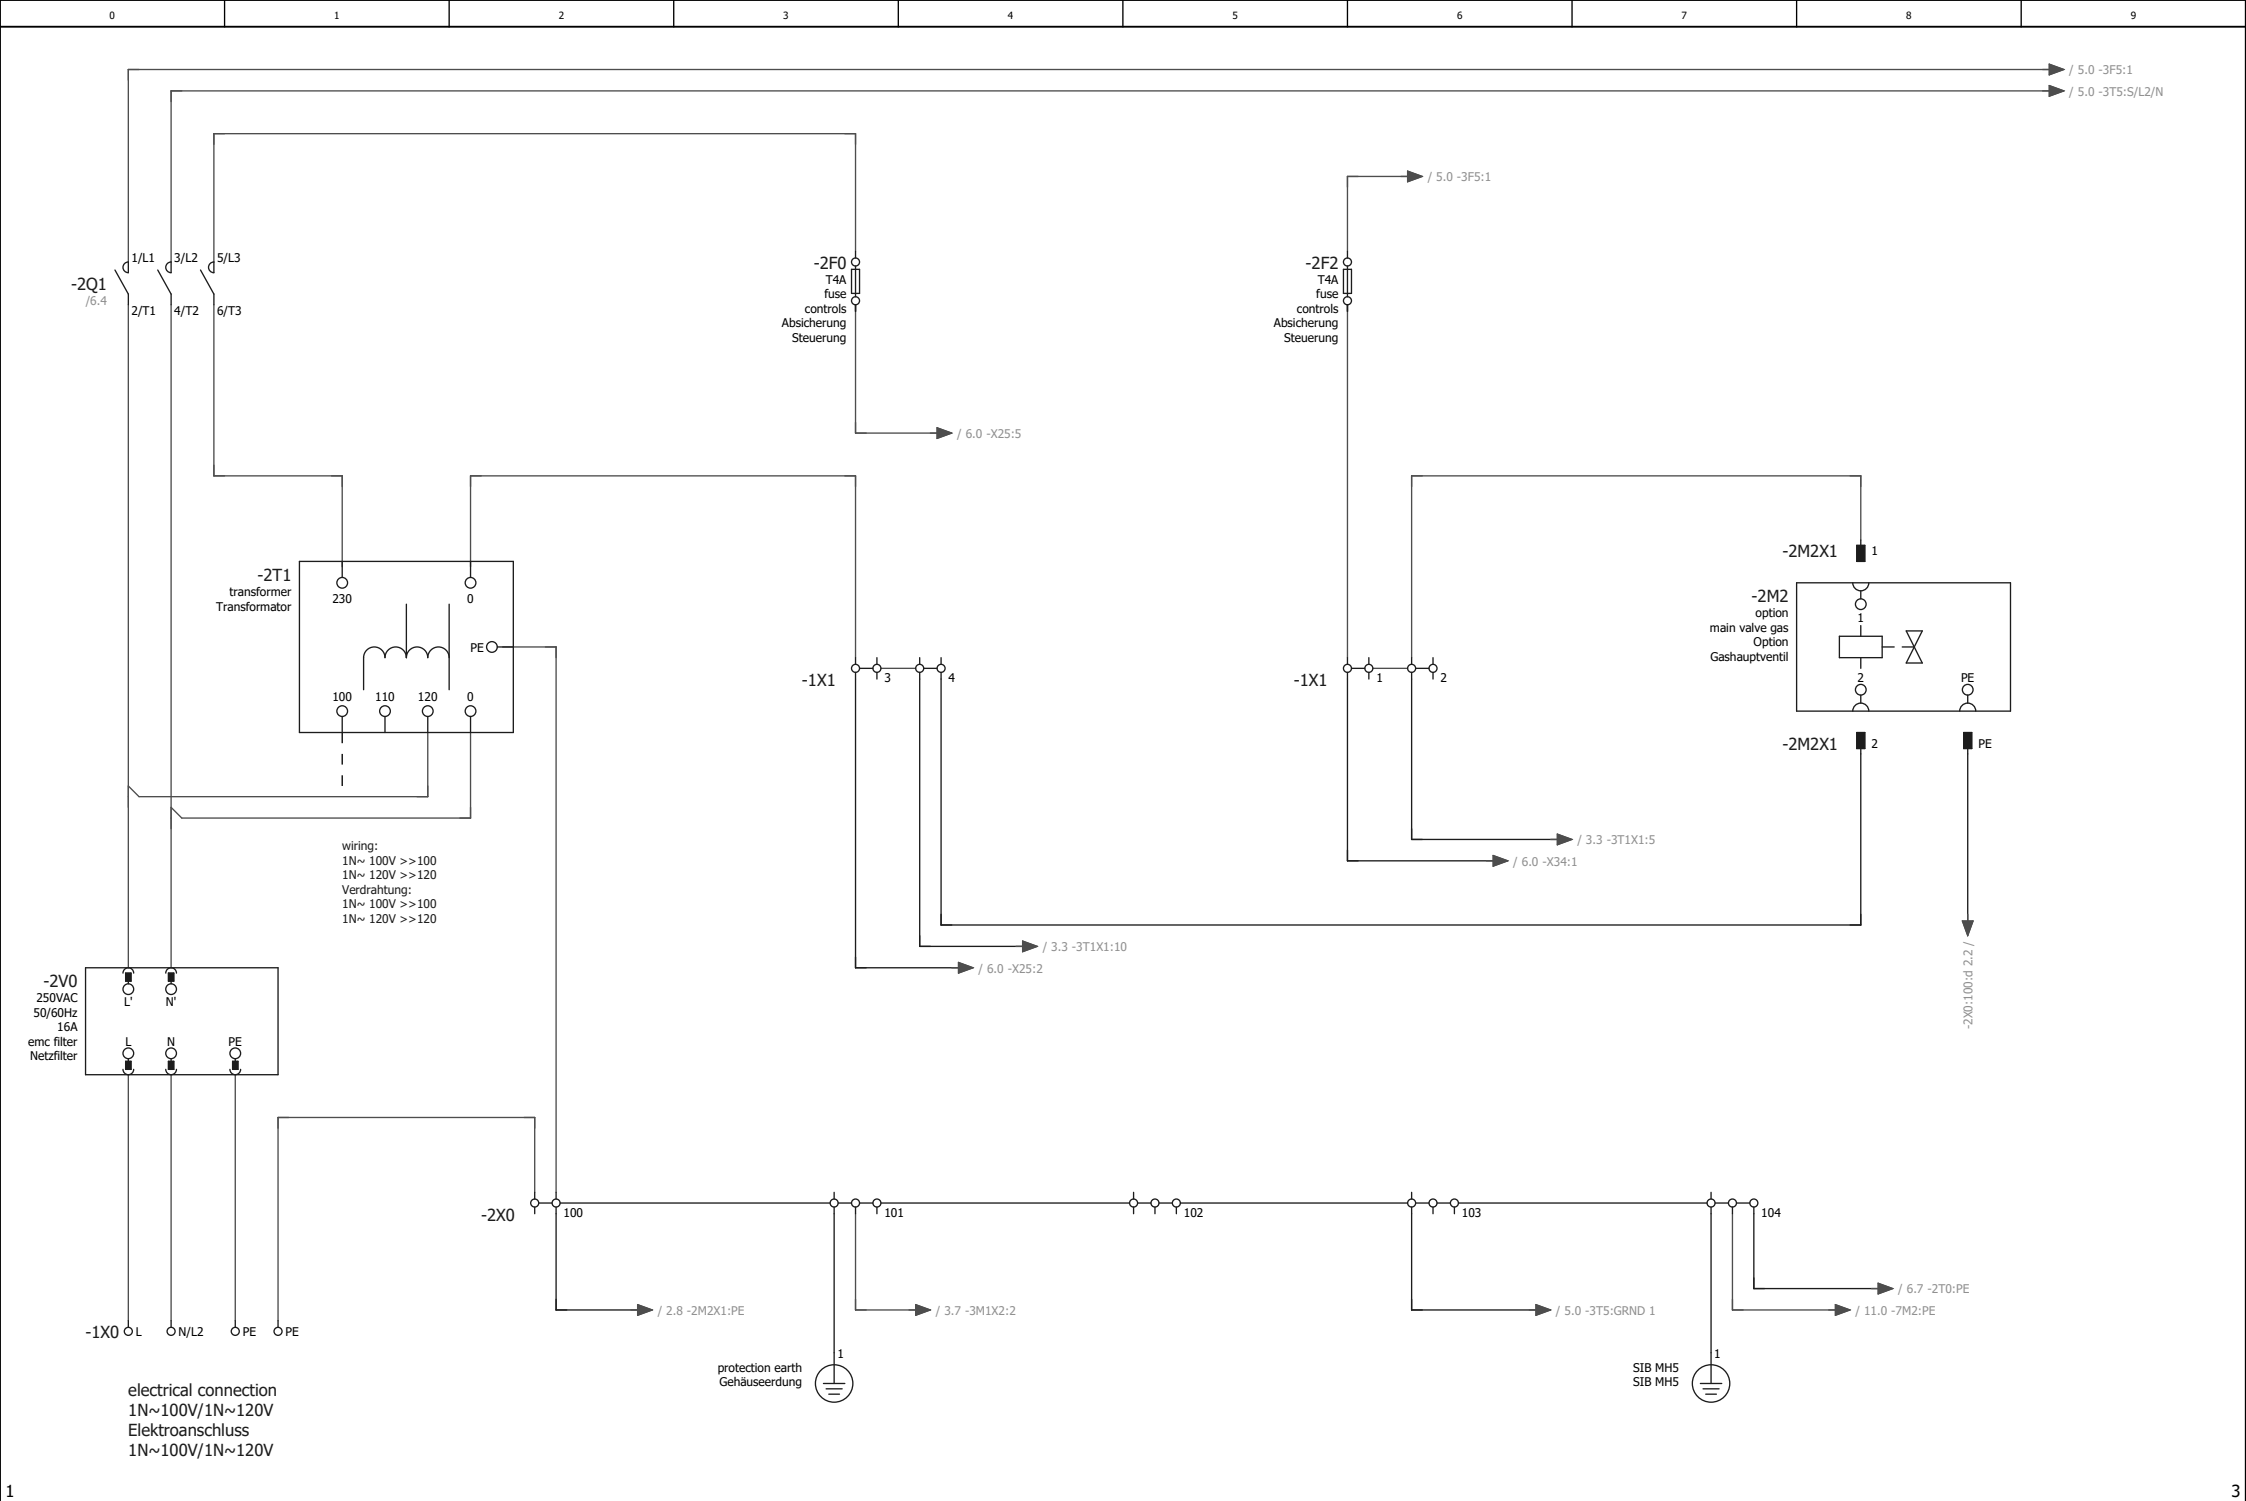 0 1 2 3 4 5 6 7 8 9
/ 5.0 -3F5:1
/ 5.0 -3T5:S/L2/N
/ 5.0 -3F5:1
-2Q1
/6.4
1/L1 3/L2 5/L3
2/T1 4/T2 6/T3
-2F0
T4A
fuse
controls
Absicherung
Steuerung
-2F2
T4A
fuse
controls
Absicherung
Steuerung
/ 6.0 -X25:5
-2T1
transformer
Transformator
230 0
PE
100 110 120 0
-1X1
3 4
-1X1
1 2
-2M2X1 1
-2M2
option
main valve gas
Option
Gashauptventil
1
2
PE
-2M2X1 2 PE
wiring:
1N~ 100V >>100
1N~ 120V >>120
Verdrahtung:
1N~ 100V >>100
1N~ 120V >>120
/ 3.3 -3T1X1:5
/ 6.0 -X34:1
/ 3.3 -3T1X1:10
/ 6.0 -X25:2
-2X0:100:d 2.2 /
-2V0
250VAC
50/60Hz
16A
emc filter
Netzfilter
L' N'
L N PE
-2X0
100 101 102 103 104
/ 2.8 -2M2X1:PE
/ 3.7 -3M1X2:2
/ 5.0 -3T5:GRND 1
/ 6.7 -2T0:PE
/ 11.0 -7M2:PE
-1X0 L N/L2 PE PE
protection earth
Gehäuseerdung
1
SIB MH5
SIB MH5
1
electrical connection
1N~100V/1N~120V
Elektroanschluss
1N~100V/1N~120V
1
3